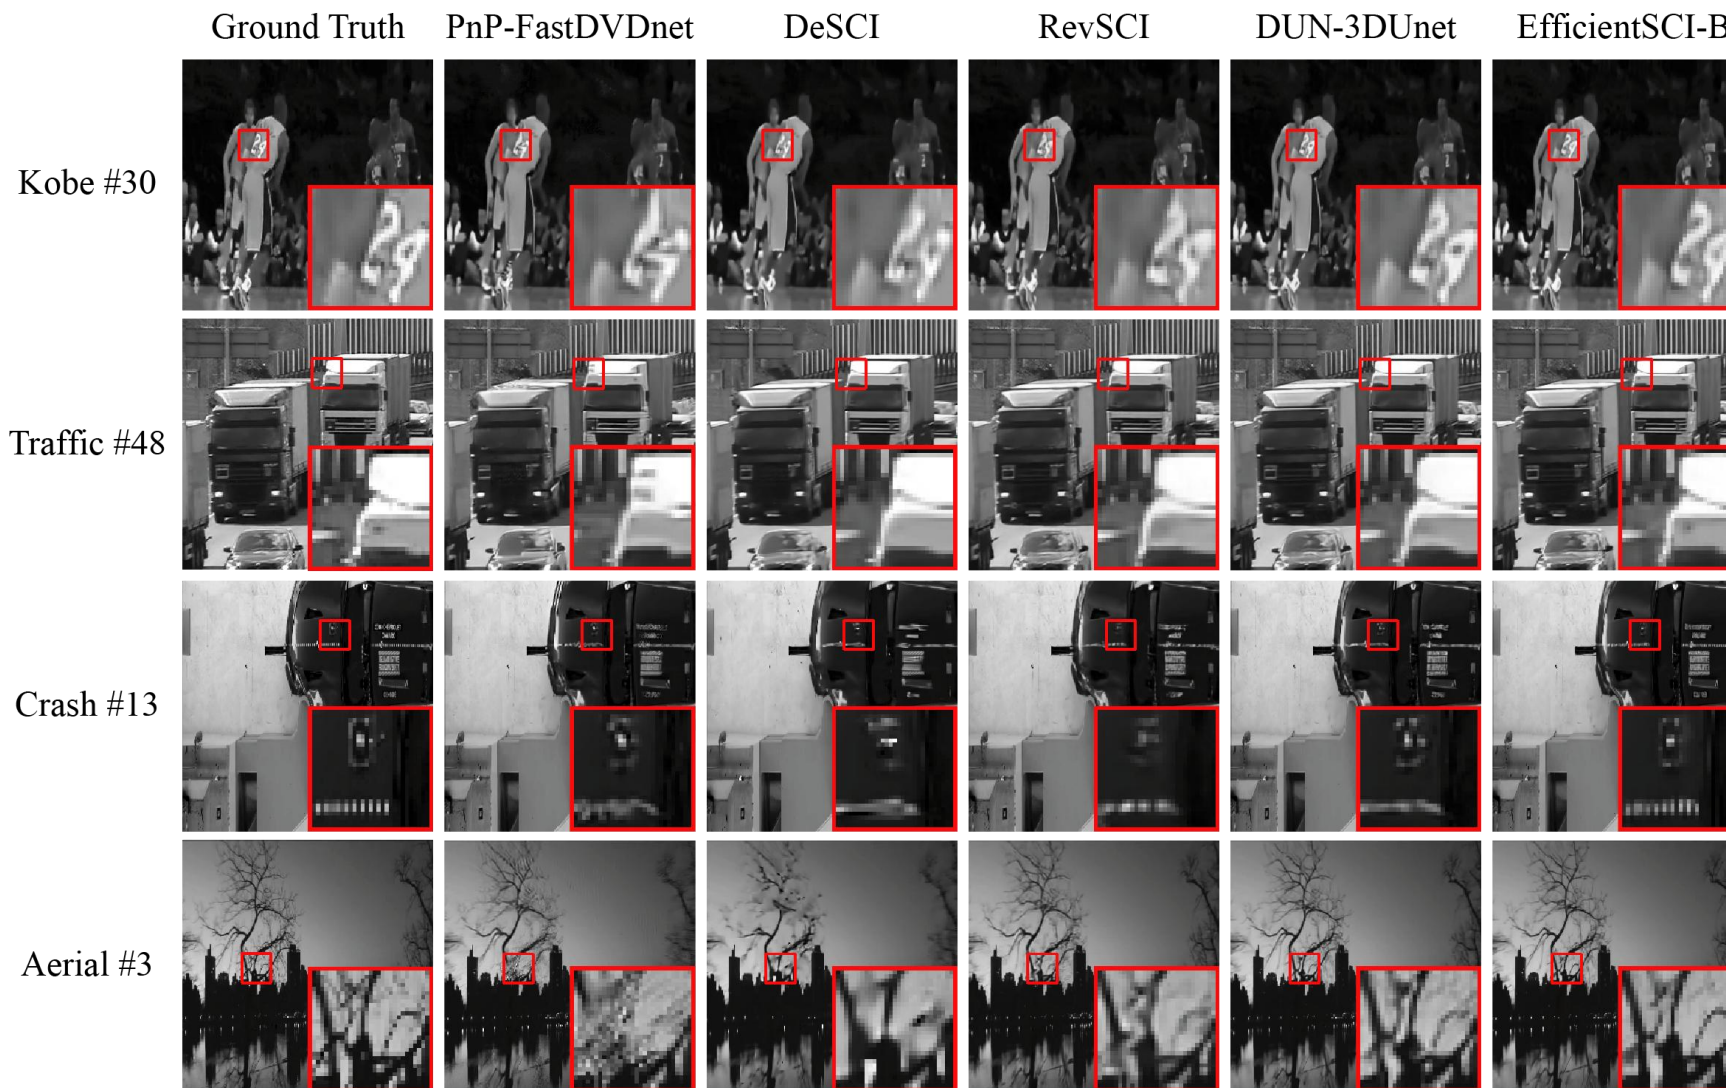 Ground Truth PnP-FastDVDnet DeSCI RevSCI DUN-3DUnet EfficientSCI-B
Kobe #30
Traffic #48
Crash #13
Aerial #3